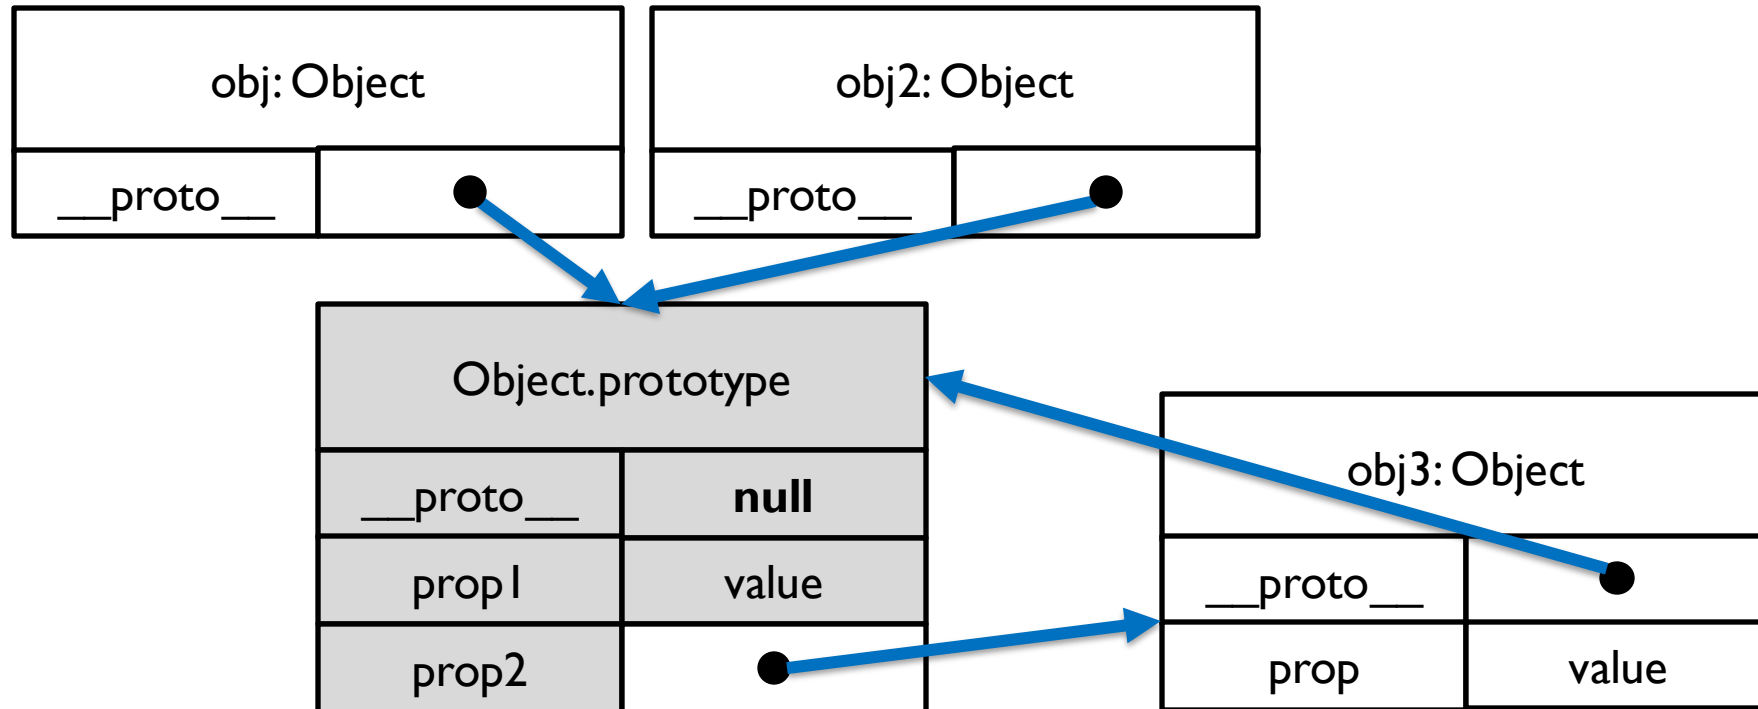 obj: Object
obj2: Object
__proto__
__proto__
Object.prototype
__proto__ null
prop1 value
prop2
obj3: Object
__proto__
prop value